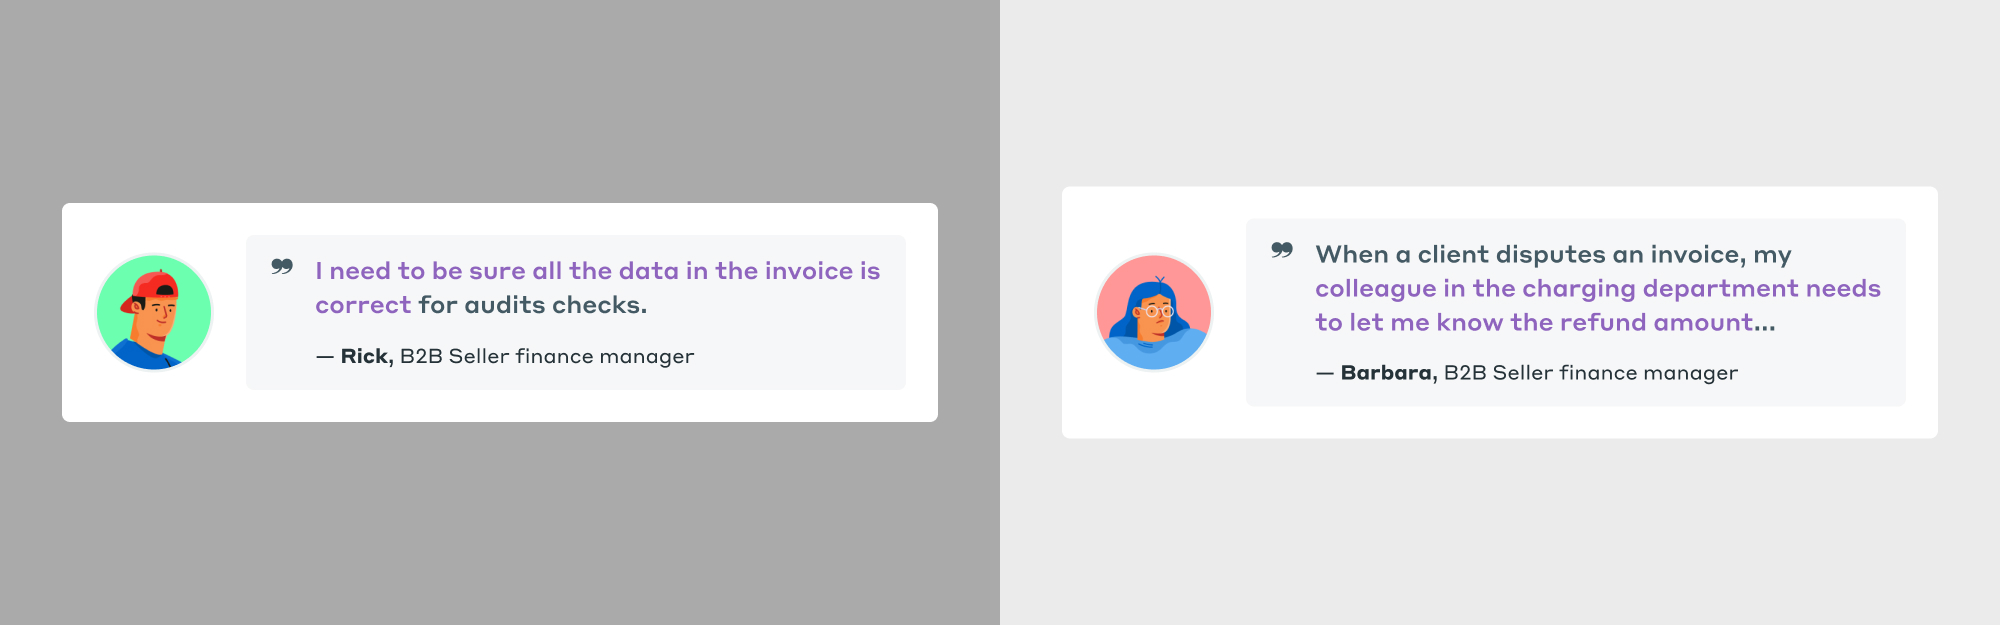 ❞ I need to be sure all the data in the invoice is
correct for audits checks.
— Rick, B2B Seller finance manager
❞ When a client disputes an invoice, my
colleague in the charging department needs
to let me know the refund amount...
— Barbara, B2B Seller finance manager